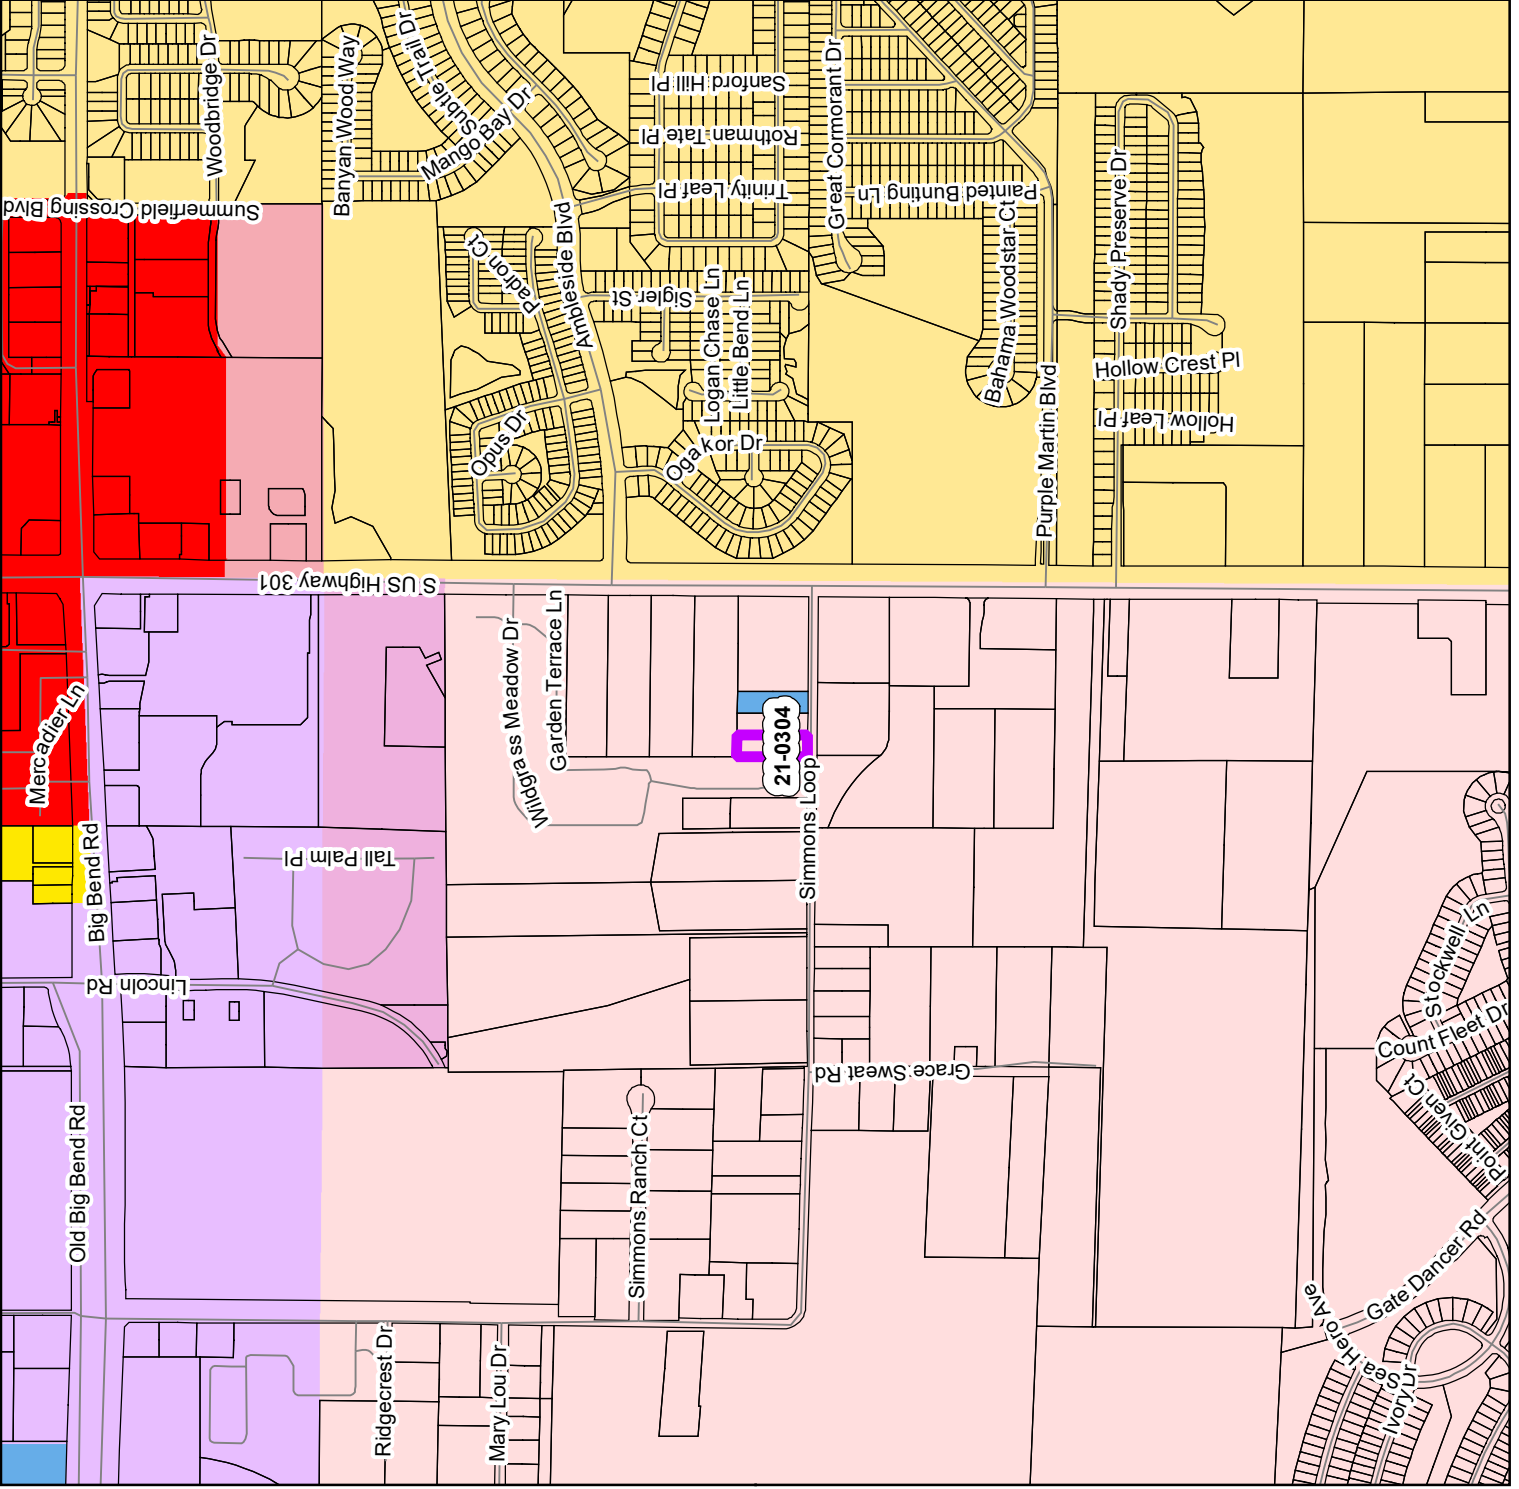 Woodbridge Dr
Banyan Wood Way
Subtle Trail Dr
Mango Bay Dr
Sanford Hill Pl
Rothman Tate Pl
Trinity Leaf Pl
Great Cormorant Dr
Painted Bunting Ln
Bahama Woodstar Ct
Shady Preserve Dr
Summerfield Crossing Blvd
Padron Ct
Ambleside Blvd
Sigler St
Logan Chase Ln
Little Bend Ln
Hollow Crest Pl
Hollow Leaf Pl
Opus Dr
Ogakor Dr
Purple Martin Blvd
S US Highway 301
Wildgrass Meadow Dr
Garden Terrace Ln
Mercadier Ln
21-0304
Simmons Loop
Big Bend Rd
Tall Palm Pl
Lincoln Rd
Stockwell Ln
Count Fleet Dr
Grace Sweat Rd
Point Given Ct
Old Big Bend Rd
Simmons Ranch Ct
Gate Dancer Rd
Sea Hero Ave
Ivory Dr
Ridgecrest Dr
Mary Lou Dr